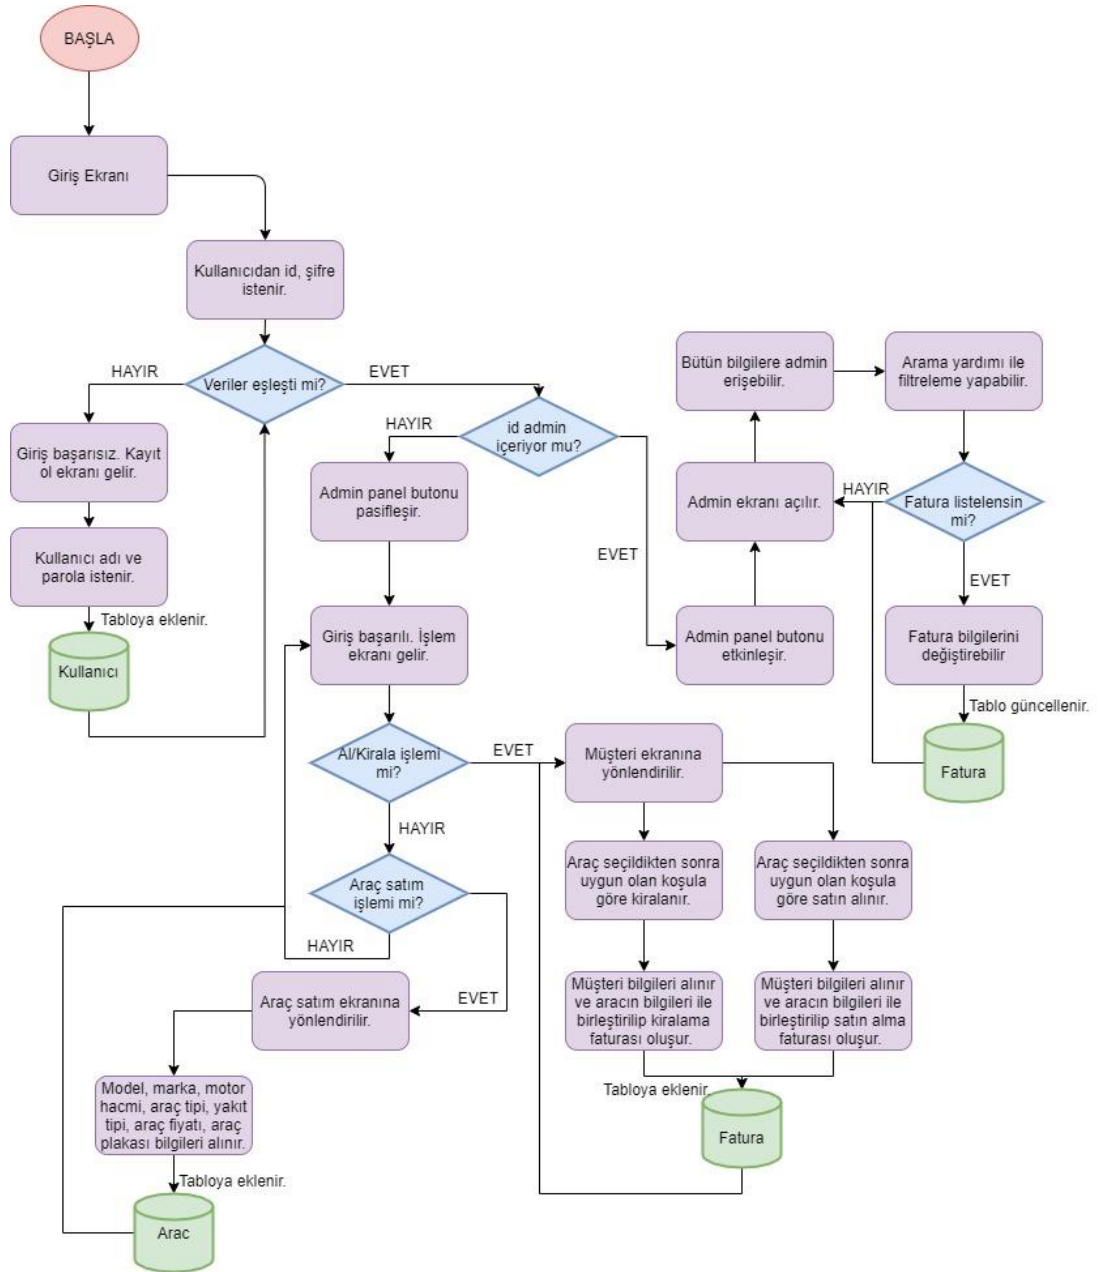 BAŞLA
Giriş Ekranı
Kullanıcıdan id, şifre
istenir.
Veriler eşleşti mi?
HAYIR
EVET
Giriş başarısız. Kayıt
ol ekranı gelir.
Kullanıcı adı ve
parola istenir.
Tabloya eklenir.
Kullanıcı
id admin
içeriyor mu?
HAYIR
EVET
Admin panel butonu
pasifleşir.
Giriş başarılı. İşlem
ekranı gelir.
Admin panel butonu
etkinleşir.
Admin ekranı açılır.
Bütün bilgilere admin
erişebilir.
Arama yardımı ile
filtreleme yapabilir.
Fatura listelensin
mi?
HAYIR
EVET
Fatura bilgilerini
değiştirebilir
Tablo güncellenir.
Fatura
Al/Kirala işlemi
mi?
EVET
HAYIR
Müşteri ekranına
yönlendirilir.
Araç seçildikten sonra
uygun olan koşula
göre kiralanır.
Araç seçildikten sonra
uygun olan koşula
göre satın alınır.
Müşteri bilgileri alınır
ve aracın bilgileri ile
birleştirilip kiralama
faturası oluşur.
Müşteri bilgileri alınır
ve aracın bilgileri ile
birleştirilip satın alma
faturası oluşur.
Tabloya eklenir.
Fatura
Araç satım
işlemi mi?
HAYIR
EVET
Araç satım ekranına
yönlendirilir.
Model, marka, motor
hacmi, araç tipi, yakıt
tipi, araç fiyatı, araç
plakası bilgileri alınır.
Tabloya eklenir.
Arac